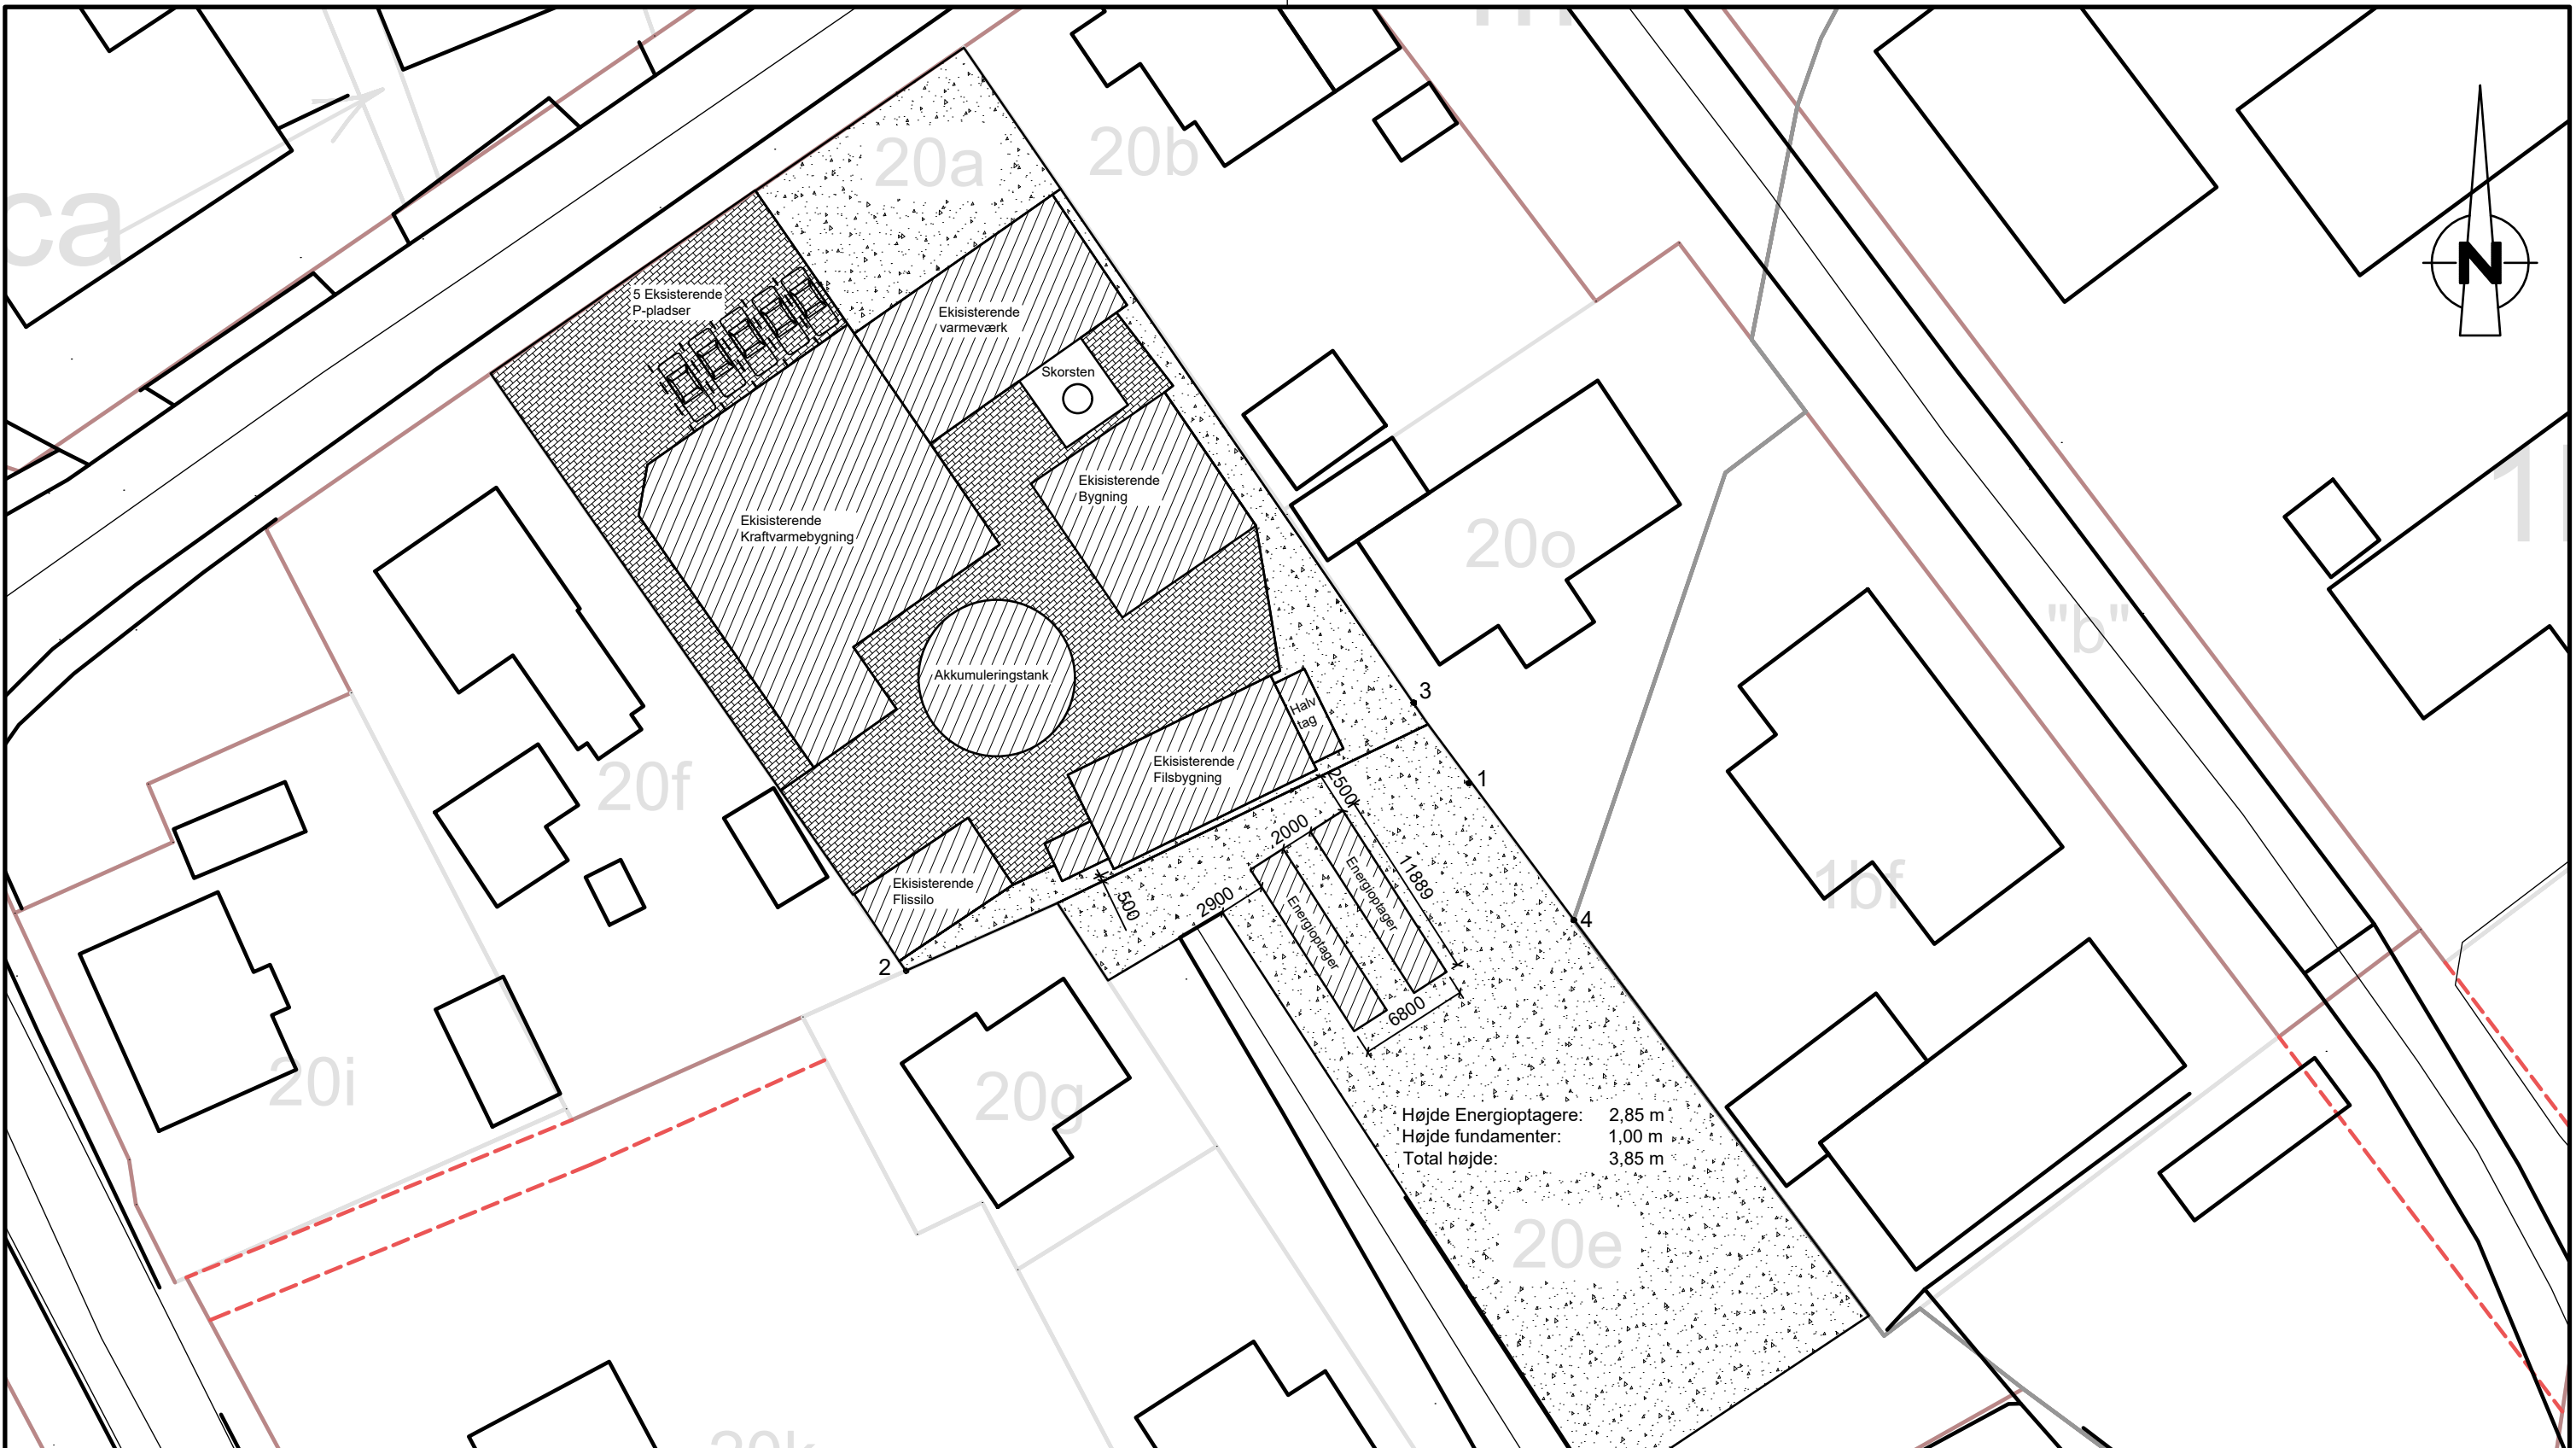 20a
20b
ca
N
5 Eksisterende
P-pladser
Ekisisterende
varmeværk
Skorsten
Ekisisterende
Bygning
Ekisisterende
Kraftvarmebygning
20o
"b"
Akkumuleringstank
3
Halv
tag
Ekisisterende
Filsbygning
1
20f
2500
2000
11889
Energioptager
Energioptager
1bf
Ekisisterende
Flissilo
500
2900
4
2
6800
20i
20g
Højde Energioptagere: 2,85 m
Højde fundamenter: 1,00 m
Total højde: 3,85 m
20e